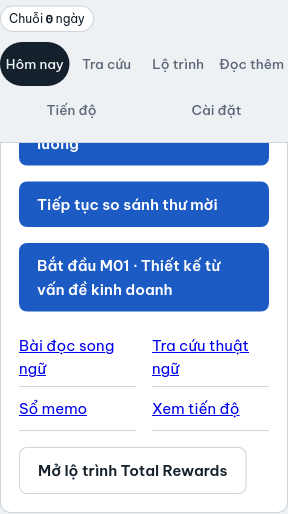 Chuỗi 0 ngày
Hôm nay
Tra cứu
Lộ trình
Đọc thêm
Tiến độ
Cài đặt
Tiếp tục so sánh thư mời
Bắt đầu M01 · Thiết kế từ
vấn đề kinh doanh
Bài đọc song
ngữ
Tra cứu thuật
ngữ
Sổ memo
Xem tiến độ
Mở lộ trình Total Rewards